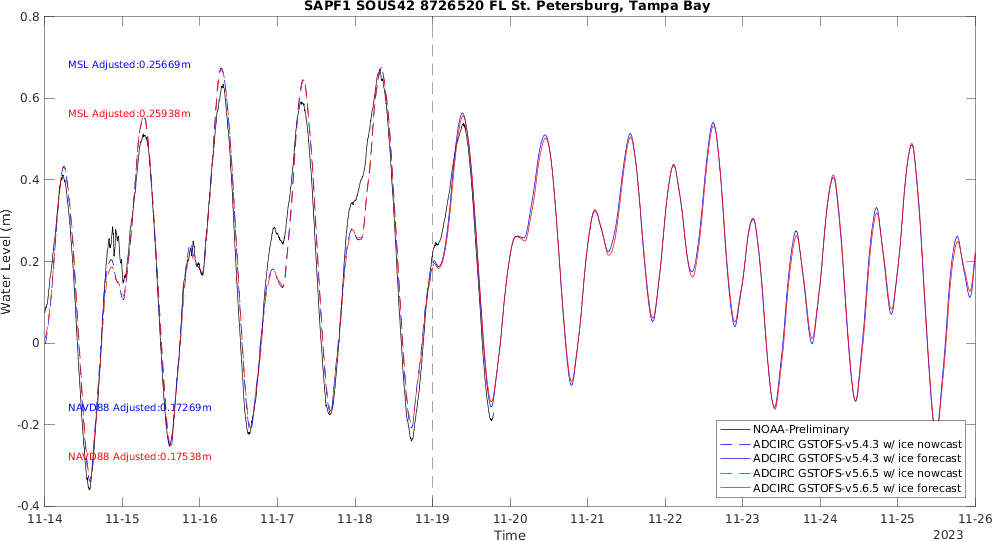 SAPF1 SOUS42 8726520 FL St. Petersburg, Tampa Bay
0.8
0.6
0.4
0.2
0
-0.2
-0.4
Water Level (m)
MSL Adjusted:0.25669m
MSL Adjusted:0.25938m
NAVD88 Adjusted:0.17269m
NAVD88 Adjusted:0.17538m
NOAA-Preliminary
ADCIRC GSTOFS-v5.4.3 w/ ice nowcast
ADCIRC GSTOFS-v5.4.3 w/ ice forecast
ADCIRC GSTOFS-v5.6.5 w/ ice nowcast
ADCIRC GSTOFS-v5.6.5 w/ ice forecast
11-14 11-15 11-16 11-17 11-18 11-19 11-20 11-21 11-22 11-23 11-24 11-25 11-26
Time
2023